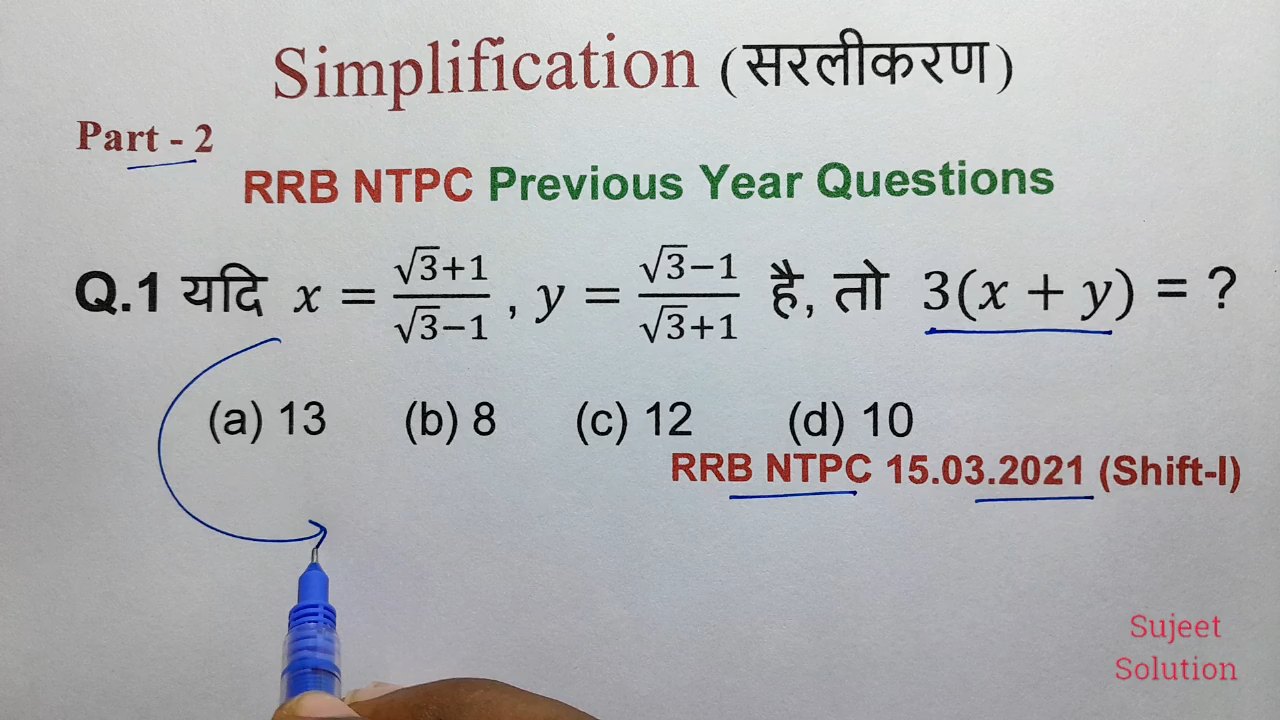 Simplification (सरलीकरण)
Part - 2
RRB NTPC Previous Year Questions
Q.1 यदि x = (√3+1)/(√3−1) , y = (√3−1)/(√3+1) है, तो 3(x + y) = ?
(a) 13 (b) 8 (c) 12 (d) 10
RRB NTPC 15.03.2021 (Shift-I)
Sujeet
Solution